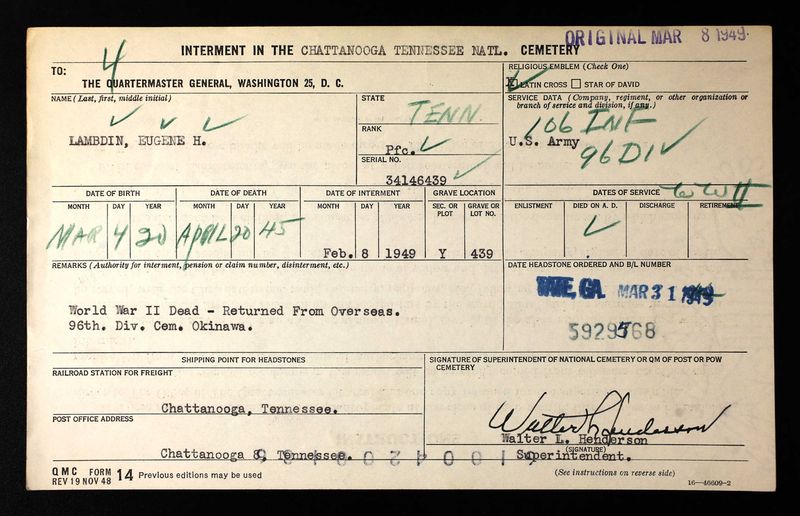 ORIGINAL MAR 8 1949
4
INTERMENT IN THE CHATTANOOGA TENNESSEE NATL. CEMETERY
TO:
THE QUARTERMASTER GENERAL, WASHINGTON 25, D. C.
RELIGIOUS EMBLEM (Check One)
X LATIN CROSS STAR OF DAVID
NAME (Last, first, middle initial)
LAMBDIN, EUGENE H.
STATE
TENN.
RANK
Pfc.
SERIAL NO.
34146439
SERVICE DATA (Company, regiment, or other organization or
branch of service and division, if any.)
106 INF
U.S. Army
96 DIV
DATE OF BIRTH
MONTH DAY YEAR
MAR 4 20
DATE OF DEATH
MONTH DAY YEAR
APRIL 20 45
DATE OF INTERMENT
MONTH DAY YEAR
Feb. 8 1949
GRAVE LOCATION
SEC. OR PLOT GRAVE OR LOT NO.
Y 439
DATES OF SERVICE WWII
ENLISTMENT DIED ON A. D. DISCHARGE RETIREMENT
REMARKS (Authority for interment, pension or claim number, disinterment, etc.)
World War II Dead - Returned From Overseas.
96th. Div. Cem. Okinawa.
DATE HEADSTONE ORDERED AND B/L NUMBER
TATE, GA. MAR 31 1949
SHIPPING POINT FOR HEADSTONES
RAILROAD STATION FOR FREIGHT
Chattanooga, Tennessee.
POST OFFICE ADDRESS
Chattanooga 8, Tennessee.
SIGNATURE OF SUPERINTENDENT OF NATIONAL CEMETERY OR QM OF POST OR POW
CEMETERY
Walter L. Henderson
Walter L. Henderson
(SIGNATURE)
Superintendent.
QMC FORM 14 Previous editions may be used
REV 19 NOV 48
(See instructions on reverse side)
16—46609-2